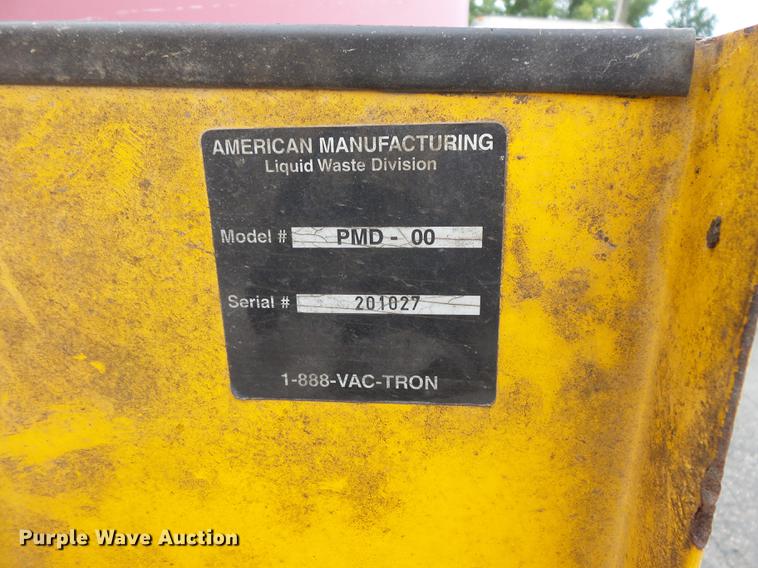 AMERICAN MANUFACTURING
Liquid Waste Division
Model # PMD - 00
Serial # 201027
1-888-VAC-TRON
Purple Wave Auction